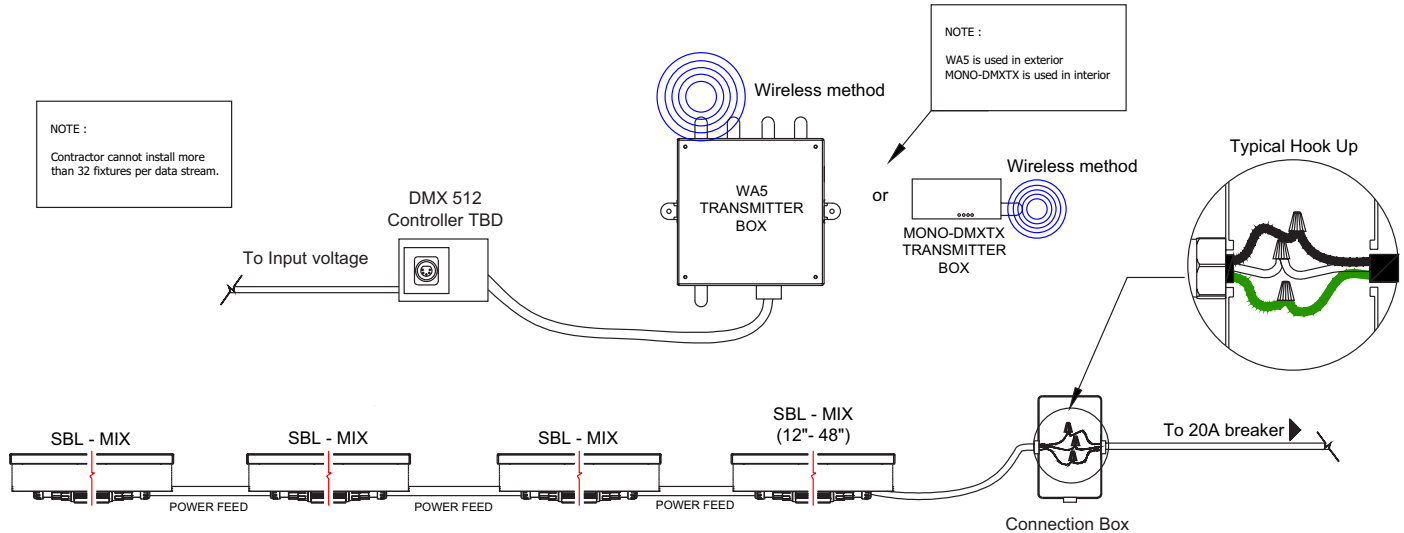 NOTE :
WA5 is used in exterior
MONO-DMXTX is used in interior
Wireless method
NOTE :
Contractor cannot install more
than 32 fixtures per data stream.
Typical Hook Up
Wireless method
DMX 512
Controller TBD
WA5
TRANSMITTER
BOX
or
MONO-DMXTX
TRANSMITTER
BOX
To Input voltage
SBL - MIX
SBL - MIX
SBL - MIX
SBL - MIX
(12"- 48")
To 20A breaker
POWER FEED
POWER FEED
POWER FEED
Connection Box